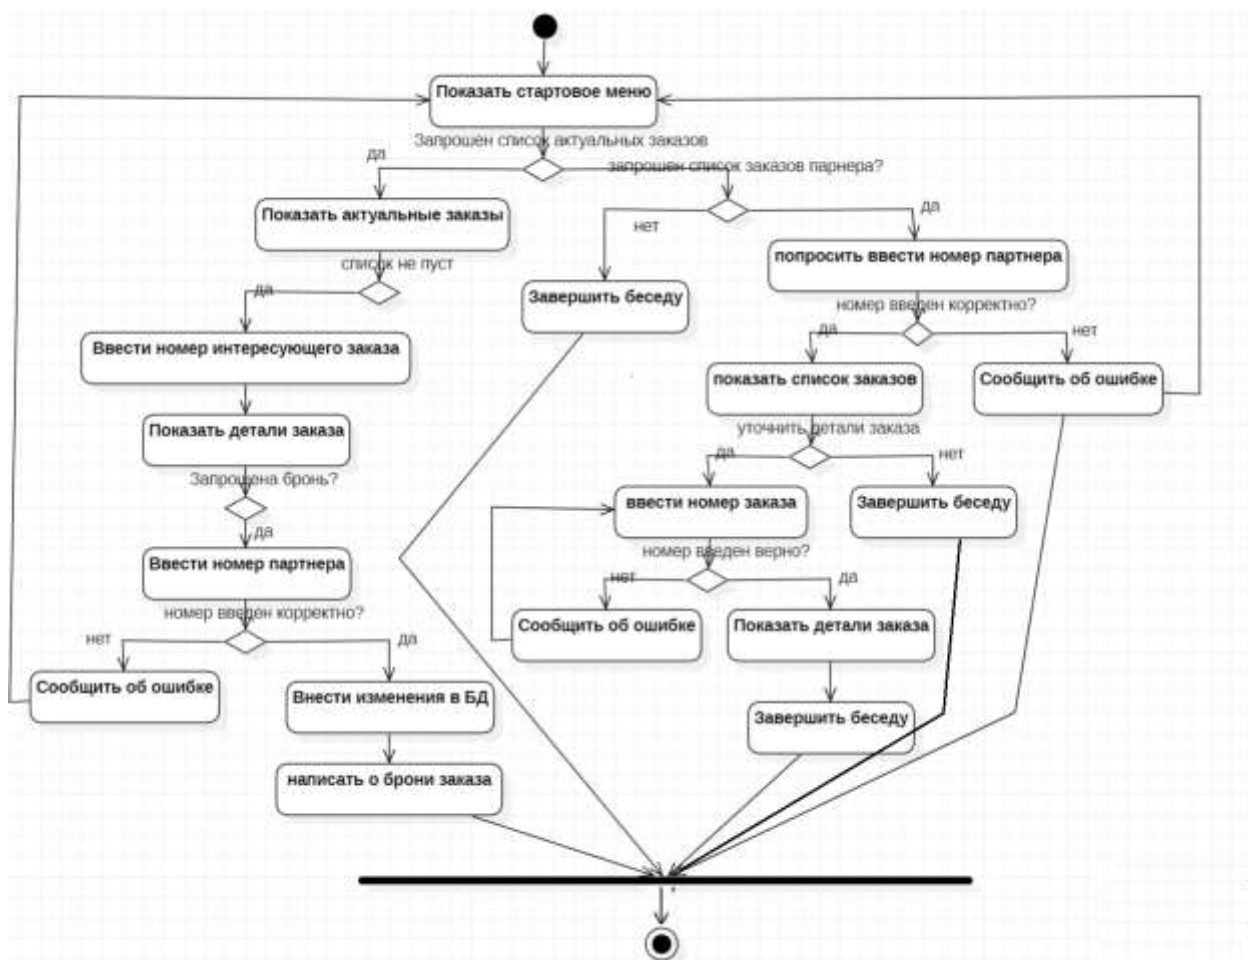 Показать стартовое меню
Запрошен список актуальных заказов
да
запрошен список заказов парнера?
Показать актуальные заказы
нет
да
список не пуст
попросить ввести номер партнера
да
Завершить беседу
номер введен корректно?
Ввести номер интересующего заказа
да
нет
показать список заказов
Сообщить об ошибке
Показать детали заказа
уточнить детали заказа
да
нет
Запрошена бронь?
ввести номер заказа
Завершить беседу
да
Ввести номер партнера
номер введен верно?
нет
да
номер введен корректно?
Сообщить об ошибке
Показать детали заказа
нет
да
Сообщить об ошибке
Внести изменения в БД
Завершить беседу
написать о брони заказа